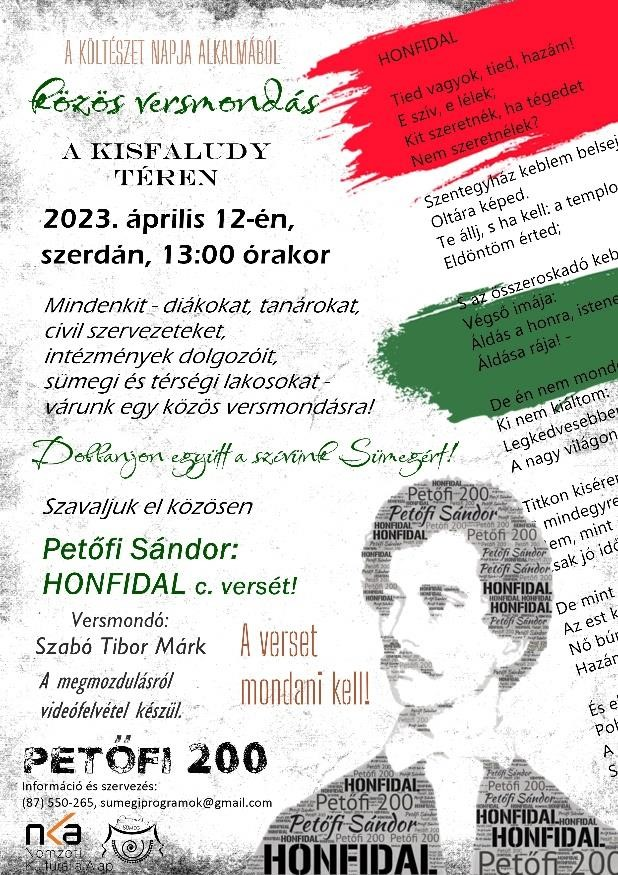 A KÖLTÉSZET NAPJA ALKALMÁBÓL
közös versmondás
A KISFALUDY
TÉREN
2023. április 12-én,
szerdán, 13:00 órakor
Mindenkit - diákokat, tanárokat,
civil szervezeteket,
intézmények dolgozóit,
sümegi és térségi lakosokat -
várunk egy közös versmondásra!
Dobbanjon együtt a szívünk Sümegért!
Szavaljuk el közösen
Petőfi Sándor:
HONFIDAL c. versét!
Versmondó:
Szabó Tibor Márk
A megmozdulásról
videófelvétel készül.
A verset
mondani kell!
PETŐFI 200
Információ és szervezés:
(87) 550-265, sumegiprogramok@gmail.com
nka
Nemzeti
Kulturális Alap
HONFIDAL
Tied vagyok, tied, hazám!
E szív, e lélek;
Kit szeretnék, ha tégedet
Nem szeretnélek?
Szentegyház keblem belsej
Oltára képed.
Te állj, s ha kell: a templo
Eldöntöm érted;
S az összeroskadó keb
Végső imája:
Áldás a honra, istene
Áldása rája! -
De én nem mond
Ki nem kiáltom:
Legkedvesebbe
A nagy világon
Titkon kisére
mindegyre
em, mint
sak jó idő
De mint
Az est k
Nő bú
Hazá
És e
Po
A
S
Petőfi 200
Petőfi Sándor
HONFIDAL
Petőfi 200
Petőfi Sándor
HONFIDAL
Petőfi 200
Petőfi Sándor
HONFIDAL
Petőfi 200